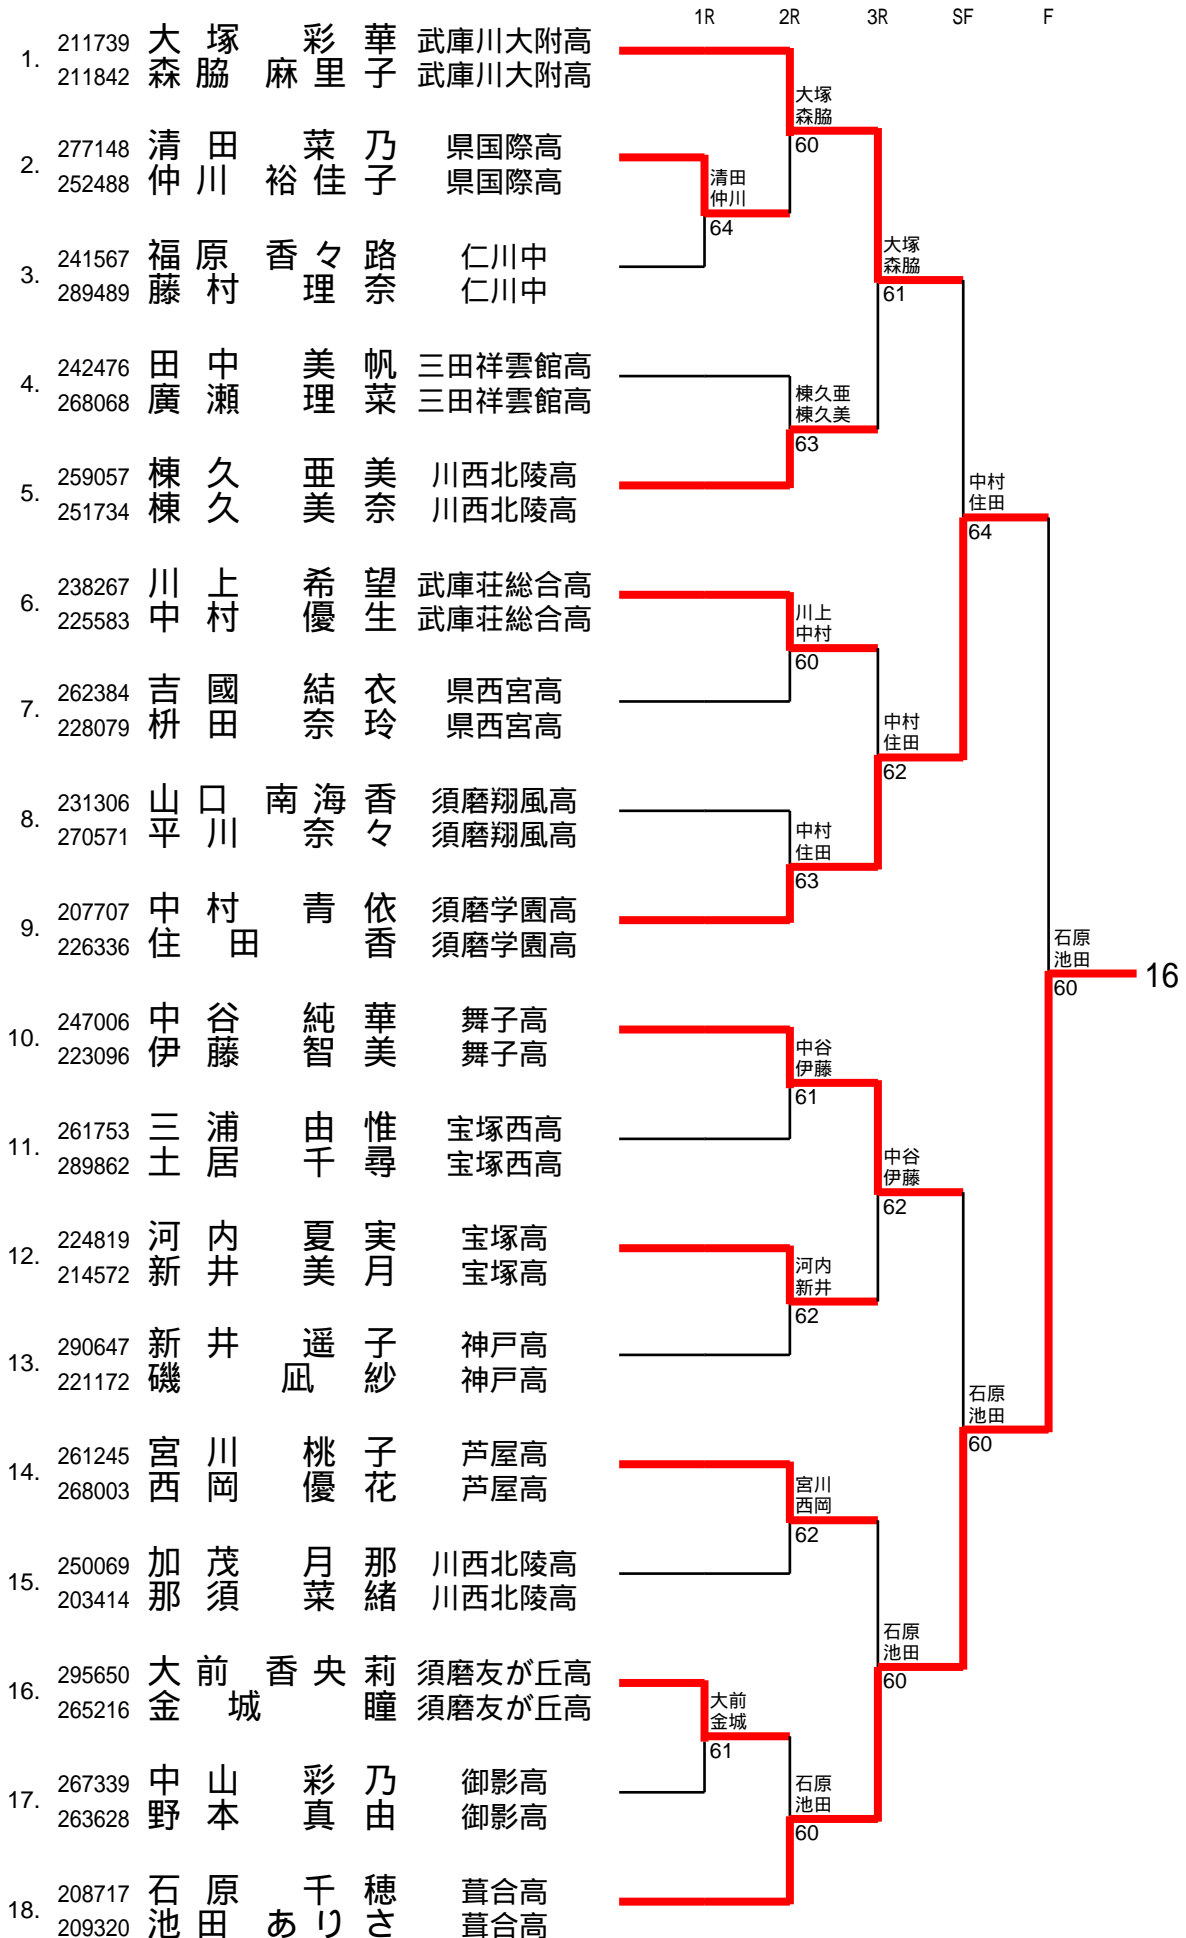 1R 2R 3R SF F
1. 211739 大塚 彩華 武庫川大附高
211842 森脇 麻里子 武庫川大附高
大塚
森脇
60
2. 277148 清田 菜乃 県国際高
252488 仲川 裕佳子 県国際高
清田
仲川
64
3. 241567 福原 香々路 仁川中
289489 藤村 理奈 仁川中
大塚
森脇
61
4. 242476 田中 美帆 三田祥雲館高
268068 廣瀬 理菜 三田祥雲館高
棟久亜
棟久美
63
5. 259057 棟久 亜美 川西北陵高
251734 棟久 美奈 川西北陵高
中村
住田
64
6. 238267 川上 希望 武庫荘総合高
225583 中村 優生 武庫荘総合高
川上
中村
60
7. 262384 吉國 結衣 県西宮高
228079 枡田 奈玲 県西宮高
中村
住田
62
8. 231306 山口 南海香 須磨翔風高
270571 平川 奈々 須磨翔風高
中村
住田
63
9. 207707 中村 青依 須磨学園高
226336 住田 香 須磨学園高
石原
池田
60
16
10. 247006 中谷 純華 舞子高
223096 伊藤 智美 舞子高
中谷
伊藤
61
11. 261753 三浦 由惟 宝塚西高
289862 土居 千尋 宝塚西高
中谷
伊藤
62
12. 224819 河内 夏実 宝塚高
214572 新井 美月 宝塚高
河内
新井
62
13. 290647 新井 遥子 神戸高
221172 磯 凪紗 神戸高
石原
池田
60
14. 261245 宮川 桃子 芦屋高
268003 西岡 優花 芦屋高
宮川
西岡
62
15. 250069 加茂 月那 川西北陵高
203414 那須 菜緒 川西北陵高
石原
池田
60
16. 295650 大前 香央莉 須磨友が丘高
265216 金城 瞳 須磨友が丘高
大前
金城
61
17. 267339 中山 彩乃 御影高
263628 野本 真由 御影高
石原
池田
60
18. 208717 石原 千穂 葺合高
209320 池田 ありさ 葺合高